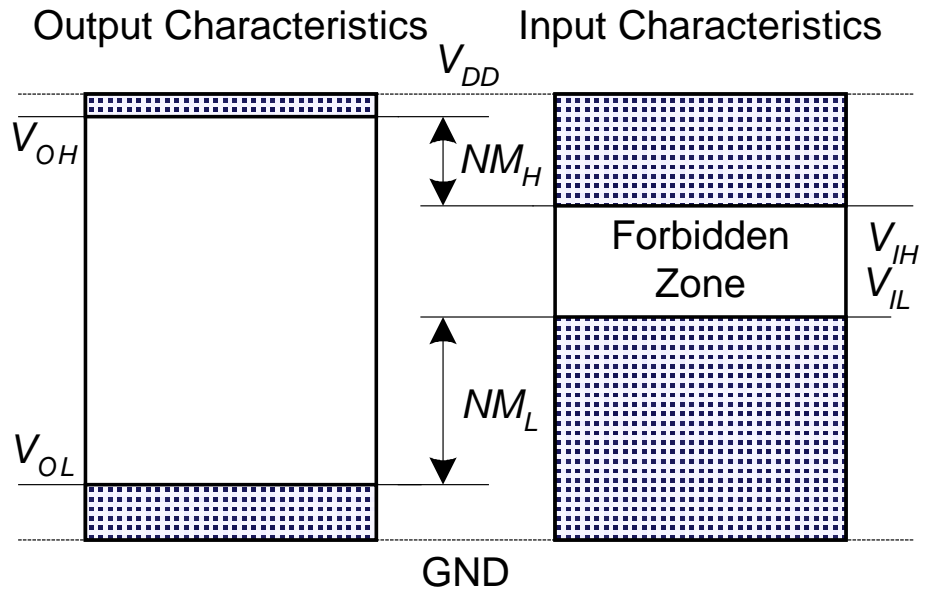 Output Characteristics
Input Characteristics
V_DD
V_OH
NM_H
Forbidden
Zone
V_IH
V_IL
NM_L
V_OL
GND